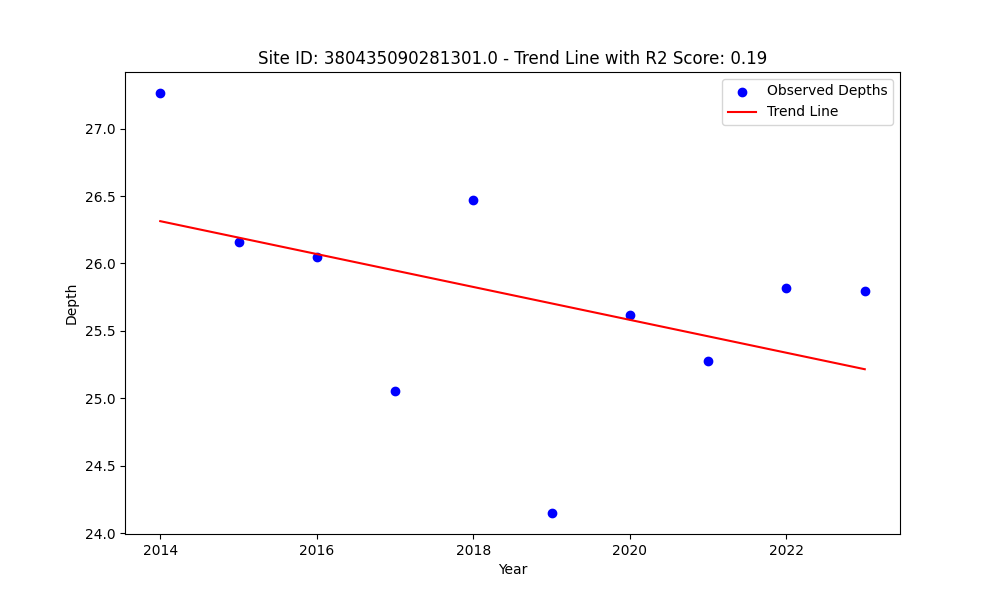 Site ID: 380435090281301.0 - Trend Line with R2 Score: 0.19
Observed Depths
Trend Line
27.0
26.5
26.0
25.5
25.0
24.5
24.0
Depth
2014
2016
2018
2020
2022
Year